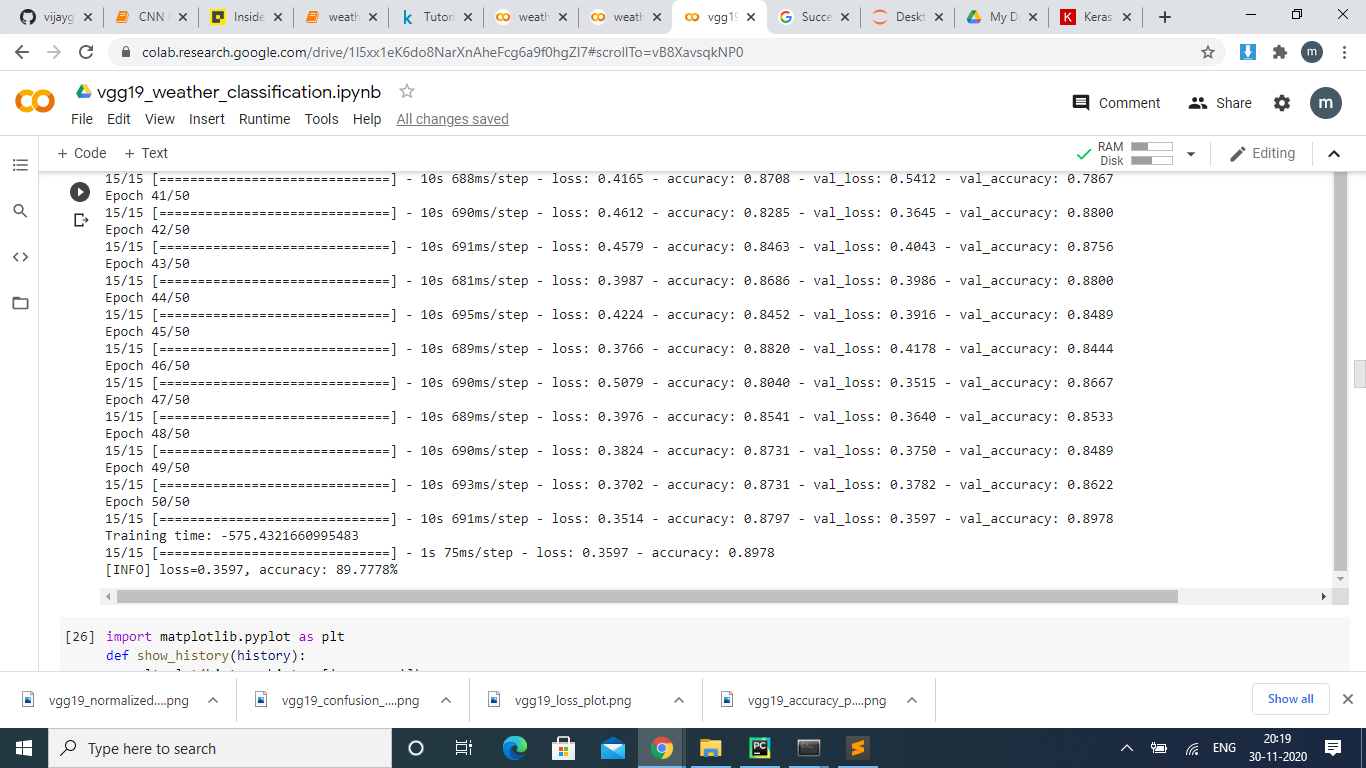 vijayg
CNN
Inside
weath
Tutori
weath
weath
vgg19
Succe
Deskt
My D
Keras
colab.research.google.com/drive/1I5xx1eK6do8NarXnAheFcg6a9f0hgZI7#scrollTo=vB8XavsqkNP0
m
vgg19_weather_classification.ipynb
File Edit View Insert Runtime Tools Help All changes saved
Comment Share m
+ Code + Text
RAM
Disk
Editing
15/15 [==============================] - 10s 688ms/step - loss: 0.4165 - accuracy: 0.8708 - val_loss: 0.5412 - val_accuracy: 0.7867
Epoch 41/50
15/15 [==============================] - 10s 690ms/step - loss: 0.4612 - accuracy: 0.8285 - val_loss: 0.3645 - val_accuracy: 0.8800
Epoch 42/50
15/15 [==============================] - 10s 691ms/step - loss: 0.4579 - accuracy: 0.8463 - val_loss: 0.4043 - val_accuracy: 0.8756
Epoch 43/50
15/15 [==============================] - 10s 681ms/step - loss: 0.3987 - accuracy: 0.8686 - val_loss: 0.3986 - val_accuracy: 0.8800
Epoch 44/50
15/15 [==============================] - 10s 695ms/step - loss: 0.4224 - accuracy: 0.8452 - val_loss: 0.3916 - val_accuracy: 0.8489
Epoch 45/50
15/15 [==============================] - 10s 689ms/step - loss: 0.3766 - accuracy: 0.8820 - val_loss: 0.4178 - val_accuracy: 0.8444
Epoch 46/50
15/15 [==============================] - 10s 690ms/step - loss: 0.5079 - accuracy: 0.8040 - val_loss: 0.3515 - val_accuracy: 0.8667
Epoch 47/50
15/15 [==============================] - 10s 689ms/step - loss: 0.3976 - accuracy: 0.8541 - val_loss: 0.3640 - val_accuracy: 0.8533
Epoch 48/50
15/15 [==============================] - 10s 690ms/step - loss: 0.3824 - accuracy: 0.8731 - val_loss: 0.3750 - val_accuracy: 0.8489
Epoch 49/50
15/15 [==============================] - 10s 693ms/step - loss: 0.3702 - accuracy: 0.8731 - val_loss: 0.3782 - val_accuracy: 0.8622
Epoch 50/50
15/15 [==============================] - 10s 691ms/step - loss: 0.3514 - accuracy: 0.8797 - val_loss: 0.3597 - val_accuracy: 0.8978
Training time: -575.4321660995483
15/15 [==============================] - 1s 75ms/step - loss: 0.3597 - accuracy: 0.8978
[INFO] loss=0.3597, accuracy: 89.7778%
[26] import matplotlib.pyplot as plt
def show_history(history):
vgg19_normalized....png
vgg19_confusion_....png
vgg19_loss_plot.png
vgg19_accuracy_p....png
Show all
Type here to search
ENG
20:19
30-11-2020